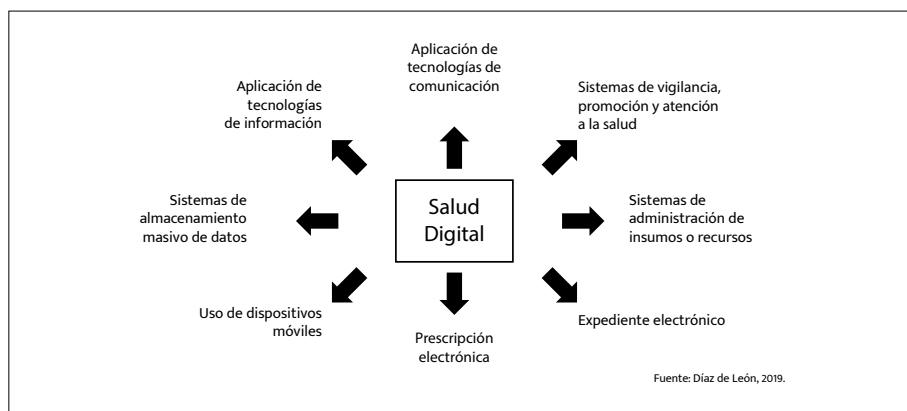 Aplicación de
tecnologías de
comunicación
Aplicación de
tecnologías
de información
Sistemas de vigilancia,
promoción y atención
a la salud
Sistemas de
almacenamiento
masivo de datos
Salud
Digital
Sistemas de
administración de
insumos o recursos
Uso de dispositivos
móviles
Prescripción
electrónica
Expediente electrónico
Fuente: Díaz de León, 2019.